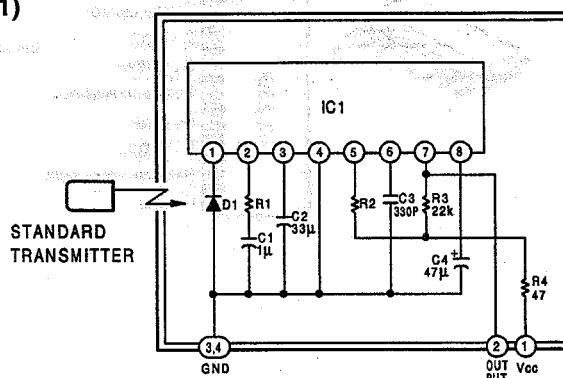 1)
IC1
1 2 3 4 5 6 7 8
D1
R1
C1
1μ
C2
33μ
R2
C3
330P
R3
22k
C4
+
47μ
R4
47
STANDARD
TRANSMITTER
3,4
GND
2
OUT
PUT
1
Vcc